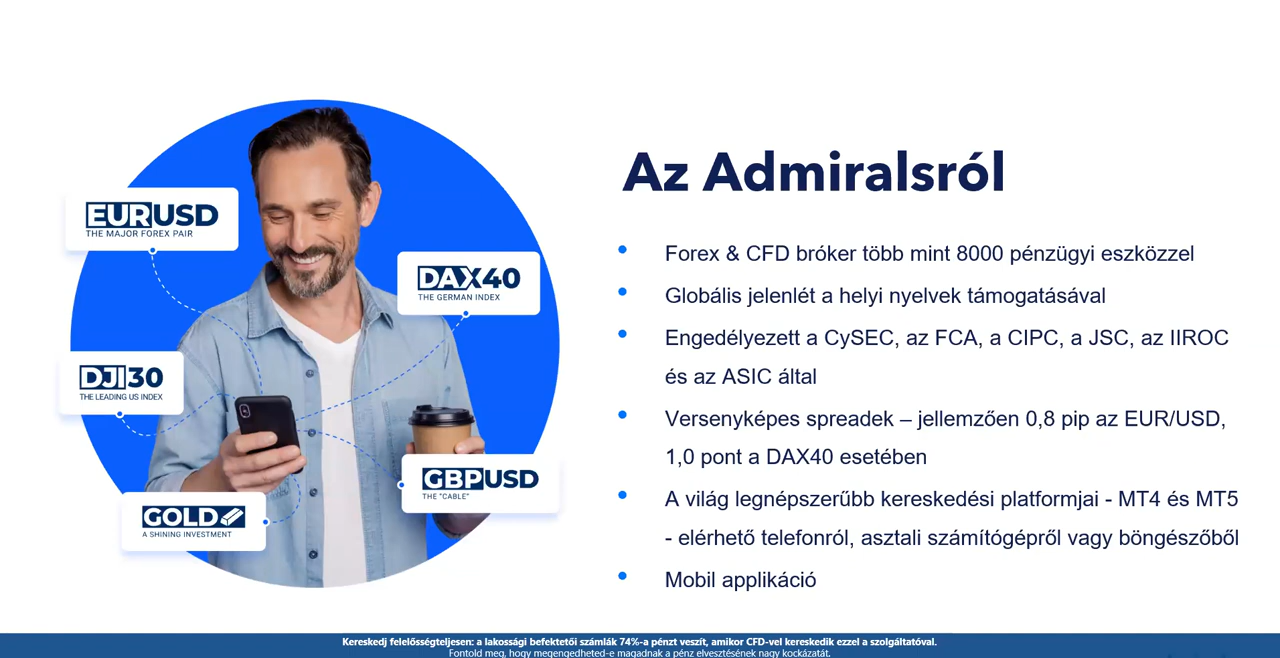 Az Admiralsról
EURUSD
THE MAJOR FOREX PAIR
DAX40
THE GERMAN INDEX
DJI30
THE LEADING US INDEX
GBPUSD
THE "CABLE"
GOLD
A SHINING INVESTMENT
Forex & CFD bróker több mint 8000 pénzügyi eszközzel
Globális jelenlét a helyi nyelvek támogatásával
Engedélyezett a CySEC, az FCA, a CIPC, a JSC, az IIROC
és az ASIC által
Versenyképes spreadek – jellemzően 0,8 pip az EUR/USD,
1,0 pont a DAX40 esetében
A világ legnépszerűbb kereskedési platformjai - MT4 és MT5
- elérhető telefonról, asztali számítógépről vagy böngészőből
Mobil applikáció
Kereskedj felelősségteljesen: a lakossági befektetői számlák 74%-a pénzt veszít, amikor CFD-vel kereskedik ezzel a szolgáltatóval.
Fontold meg, hogy megengedheted-e magadnak a pénz elvesztésének nagy kockázatát.